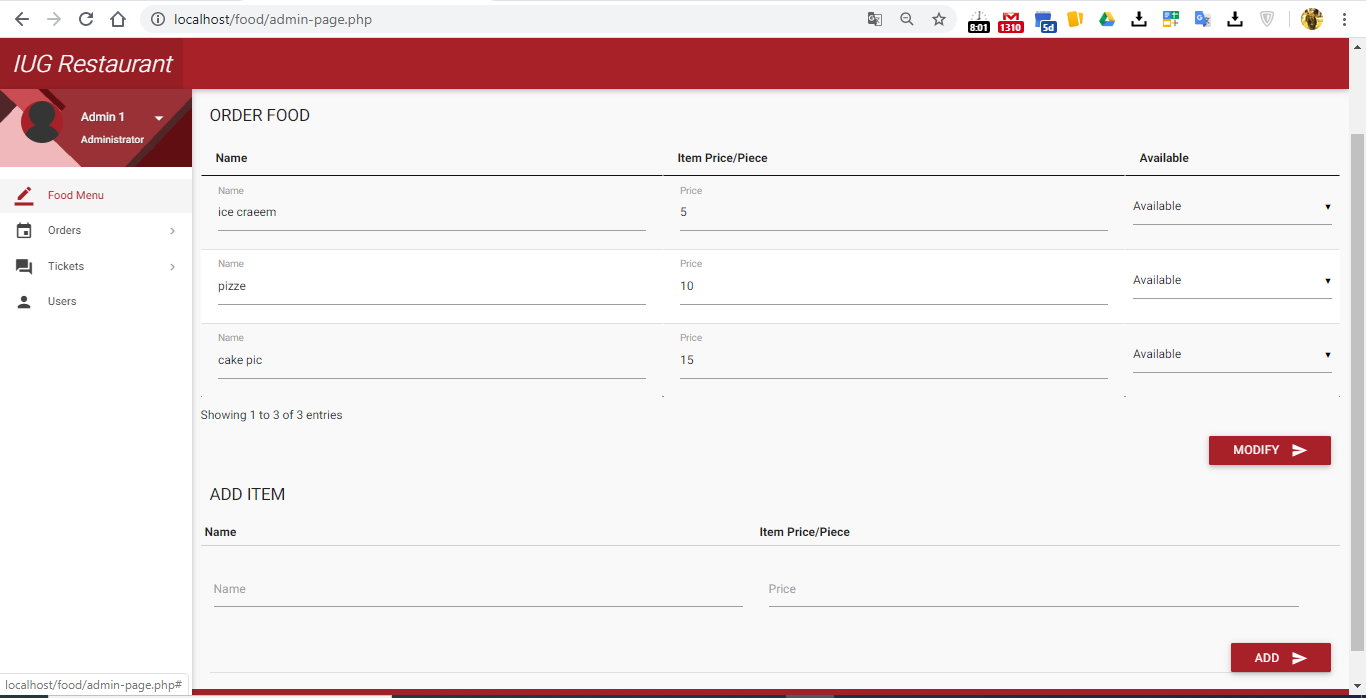 localhost/food/admin-page.php
8:01
1310
5d
IUG Restaurant
Admin 1
Administrator
Food Menu
Orders
Tickets
Users
ORDER FOOD
Name Item Price/Piece Available
Name Price
ice craeem 5 Available
Name Price
pizze 10 Available
Name Price
cake pic 15 Available
Showing 1 to 3 of 3 entries
MODIFY
ADD ITEM
Name Item Price/Piece
Name Price
ADD
localhost/food/admin-page.php#